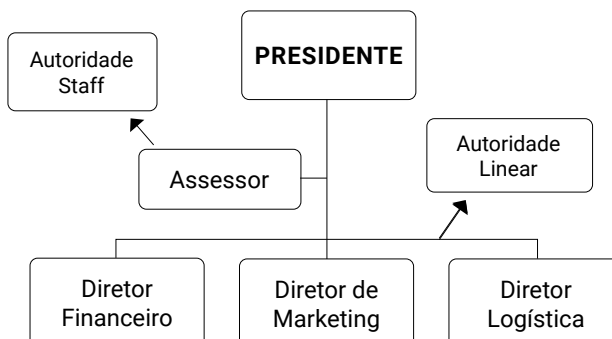 PRESIDENTE
Autoridade
Staff
Assessor
Autoridade
Linear
Diretor
Financeiro
Diretor de
Marketing
Diretor
Logística